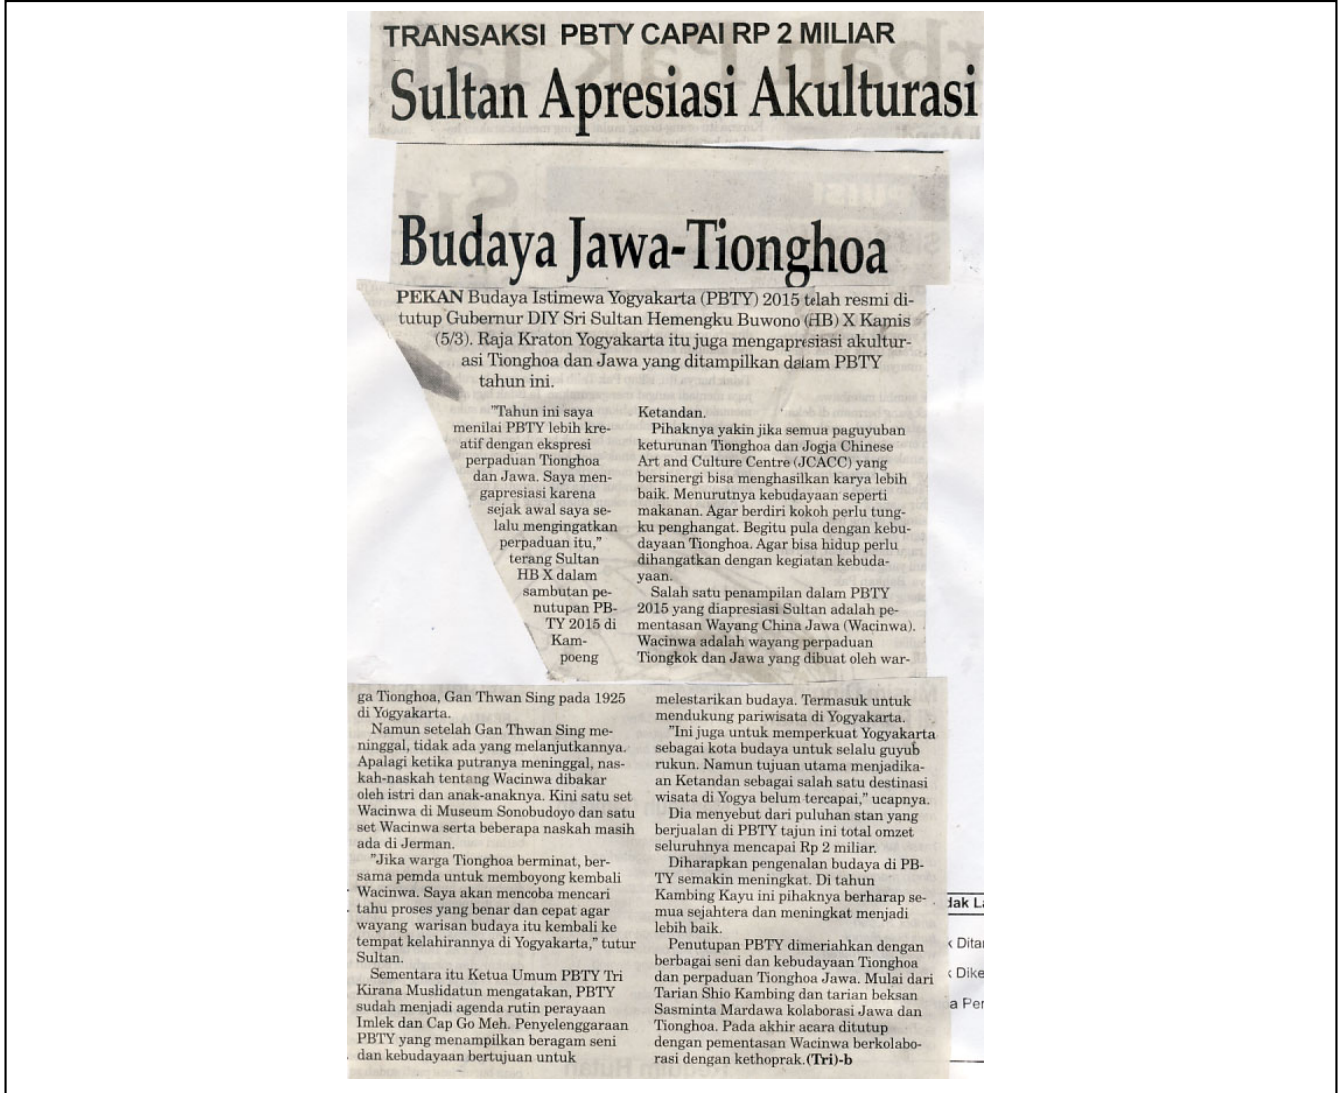 TRANSAKSI PBTY CAPAI RP 2 MILIAR
Sultan Apresiasi Akulturasi
Budaya Jawa-Tionghoa
PEKAN Budaya Istimewa Yogyakarta (PBTY) 2015 telah resmi di-
tutup Gubernur DIY Sri Sultan Hemengku Buwono (HB) X Kamis
(5/3). Raja Kraton Yogyakarta itu juga mengapresiasi akultur-
asi Tionghoa dan Jawa yang ditampilkan dalam PBTY
tahun ini.
"Tahun ini saya
menilai PBTY lebih kre-
atif dengan ekspresi
perpaduan Tionghoa
dan Jawa. Saya men-
gapresiasi karena
sejak awal saya se-
lalu mengingatkan
perpaduan itu,"
terang Sultan
HB X dalam
sambutan pe-
nutupan PB-
TY 2015 di
Kam-
poeng
Ketandan.
Pihaknya yakin jika semua paguyuban
keturunan Tionghoa dan Jogja Chinese
Art and Culture Centre (JCACC) yang
bersinergi bisa menghasilkan karya lebih
baik. Menurutnya kebudayaan seperti
makanan. Agar berdiri kokoh perlu tung-
ku penghangat. Begitu pula dengan kebu-
dayaan Tionghoa. Agar bisa hidup perlu
dihangatkan dengan kegiatan kebuda-
yaan.
Salah satu penampilan dalam PBTY
2015 yang diapresiasi Sultan adalah pe-
mentasan Wayang China Jawa (Wacinwa).
Wacinwa adalah wayang perpaduan
Tiongkok dan Jawa yang dibuat oleh war-
ga Tionghoa, Gan Thwan Sing pada 1925
di Yogyakarta.
Namun setelah Gan Thwan Sing me-
ninggal, tidak ada yang melanjutkannya.
Apalagi ketika putranya meninggal, nas-
kah-naskah tentang Wacinwa dibakar
oleh istri dan anak-anaknya. Kini satu set
Wacinwa di Museum Sonobudoyo dan satu
set Wacinwa serta beberapa naskah masih
ada di Jerman.
"Jika warga Tionghoa berminat, ber-
sama pemda untuk memboyong kembali
Wacinwa. Saya akan mencoba mencari
tahu proses yang benar dan cepat agar
wayang warisan budaya itu kembali ke
tempat kelahirannya di Yogyakarta," tutur
Sultan.
Sementara itu Ketua Umum PBTY Tri
Kirana Muslidatun mengatakan, PBTY
sudah menjadi agenda rutin perayaan
Imlek dan Cap Go Meh. Penyelenggaraan
PBTY yang menampilkan beragam seni
dan kebudayaan bertujuan untuk
melestarikan budaya. Termasuk untuk
mendukung pariwisata di Yogyakarta.
"Ini juga untuk memperkuat Yogyakarta
sebagai kota budaya untuk selalu guyub
rukun. Namun tujuan utama menjadika-
an Ketandan sebagai salah satu destinasi
wisata di Yogya belum tercapai," ucapnya.
Dia menyebut dari puluhan stan yang
berjualan di PBTY tajun ini total omzet
seluruhnya mencapai Rp 2 miliar.
Diharapkan pengenalan budaya di PB-
TY semakin meningkat. Di tahun
Kambing Kayu ini pihaknya berharap se-
mua sejahtera dan meningkat menjadi
lebih baik.
Penutupan PBTY dimeriahkan dengan
berbagai seni dan kebudayaan Tionghoa
dan perpaduan Tionghoa Jawa. Mulai dari
Tarian Shio Kambing dan tarian beksan
Sasminta Mardawa kolaborasi Jawa dan
Tionghoa. Pada akhir acara ditutup
dengan pementasan Wacinwa berkolabo-
rasi dengan kethoprak.(Tri)-b